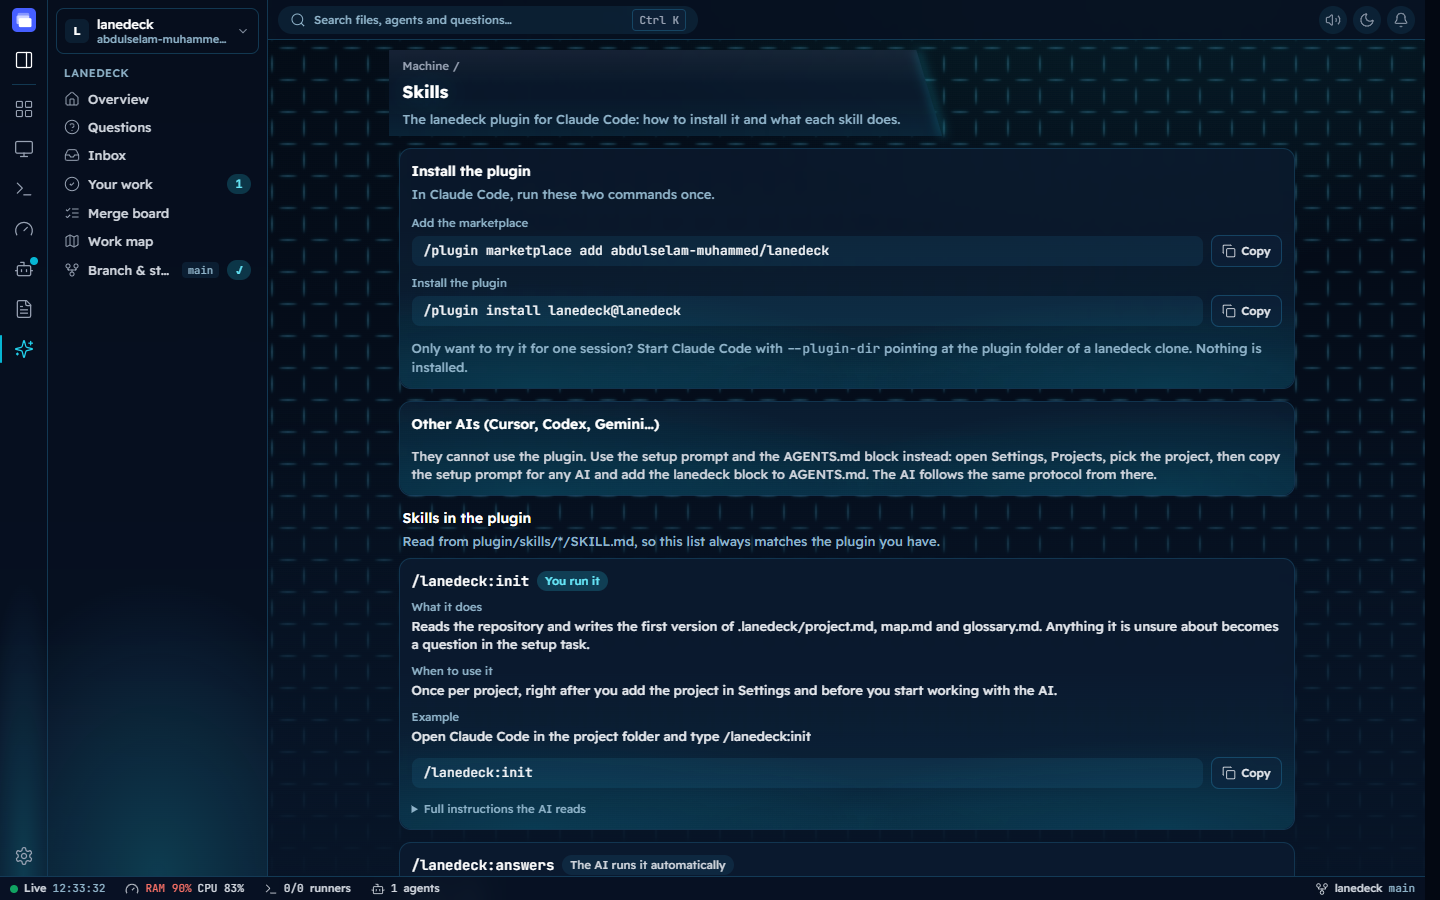 L
lanedeck
abdulselam-muhamme...
Search files, agents and questions...
Ctrl K
LANEDECK
Overview
Questions
Inbox
Your work
1
Merge board
Work map
Branch & st...
main
Machine /
Skills
The lanedeck plugin for Claude Code: how to install it and what each skill does.
Install the plugin
In Claude Code, run these two commands once.
Add the marketplace
/plugin marketplace add abdulselam-muhammed/lanedeck
Copy
Install the plugin
/plugin install lanedeck@lanedeck
Copy
Only want to try it for one session? Start Claude Code with --plugin-dir pointing at the plugin folder of a lanedeck clone. Nothing is
installed.
Other AIs (Cursor, Codex, Gemini...)
They cannot use the plugin. Use the setup prompt and the AGENTS.md block instead: open Settings, Projects, pick the project, then copy
the setup prompt for any AI and add the lanedeck block to AGENTS.md. The AI follows the same protocol from there.
Skills in the plugin
Read from plugin/skills/*/SKILL.md, so this list always matches the plugin you have.
/lanedeck:init
You run it
What it does
Reads the repository and writes the first version of .lanedeck/project.md, map.md and glossary.md. Anything it is unsure about becomes
a question in the setup task.
When to use it
Once per project, right after you add the project in Settings and before you start working with the AI.
Example
Open Claude Code in the project folder and type /lanedeck:init
/lanedeck:init
Copy
Full instructions the AI reads
/lanedeck:answers
The AI runs it automatically
Live 12:33:32
RAM 90% CPU 83%
0/0 runners
1 agents
lanedeck main